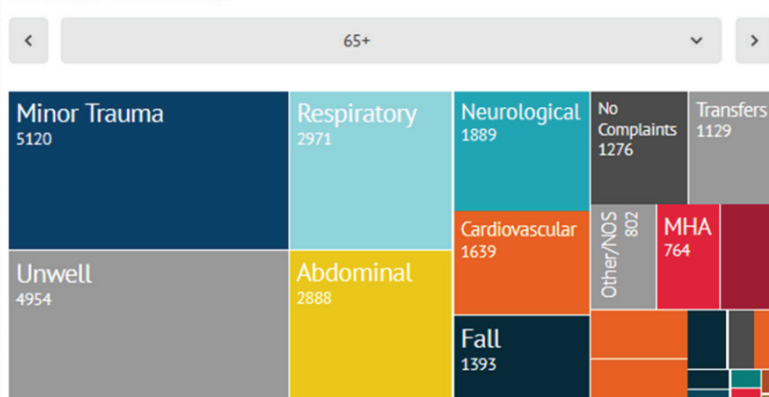 65+
Minor Trauma
5120
Respiratory
2971
Neurological
1889
No
Complaints
1276
Transfers
1129
Cardiovascular
1639
Other/NOS
802
MHA
764
Unwell
4954
Abdominal
2888
Fall
1393